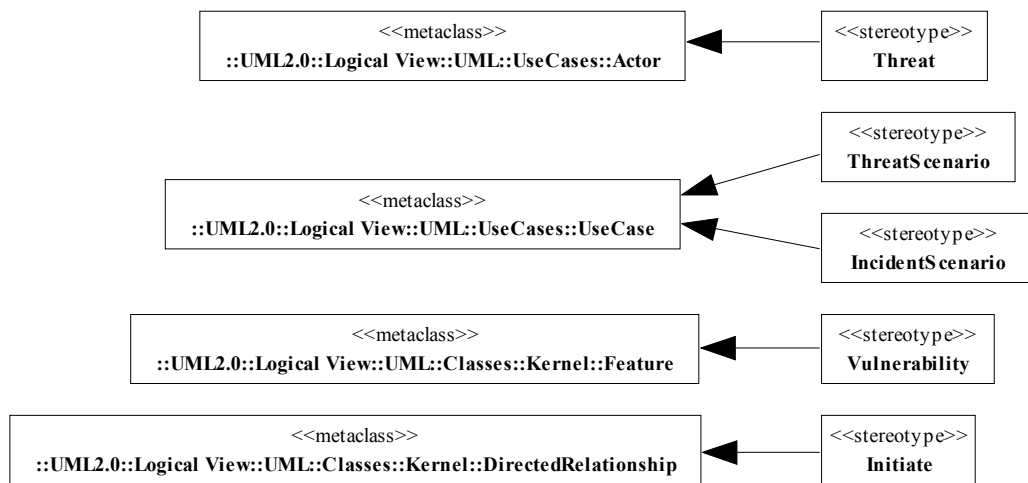 <<metaclass>>
::UML2.0::Logical View::UML::UseCases::Actor
<<stereotype>>
Threat
<<stereotype>>
ThreatScenario
<<metaclass>>
::UML2.0::Logical View::UML::UseCases::UseCase
<<stereotype>>
IncidentScenario
<<metaclass>>
::UML2.0::Logical View::UML::Classes::Kernel::Feature
<<stereotype>>
Vulnerability
<<metaclass>>
::UML2.0::Logical View::UML::Classes::Kernel::DirectedRelationship
<<stereotype>>
Initiate